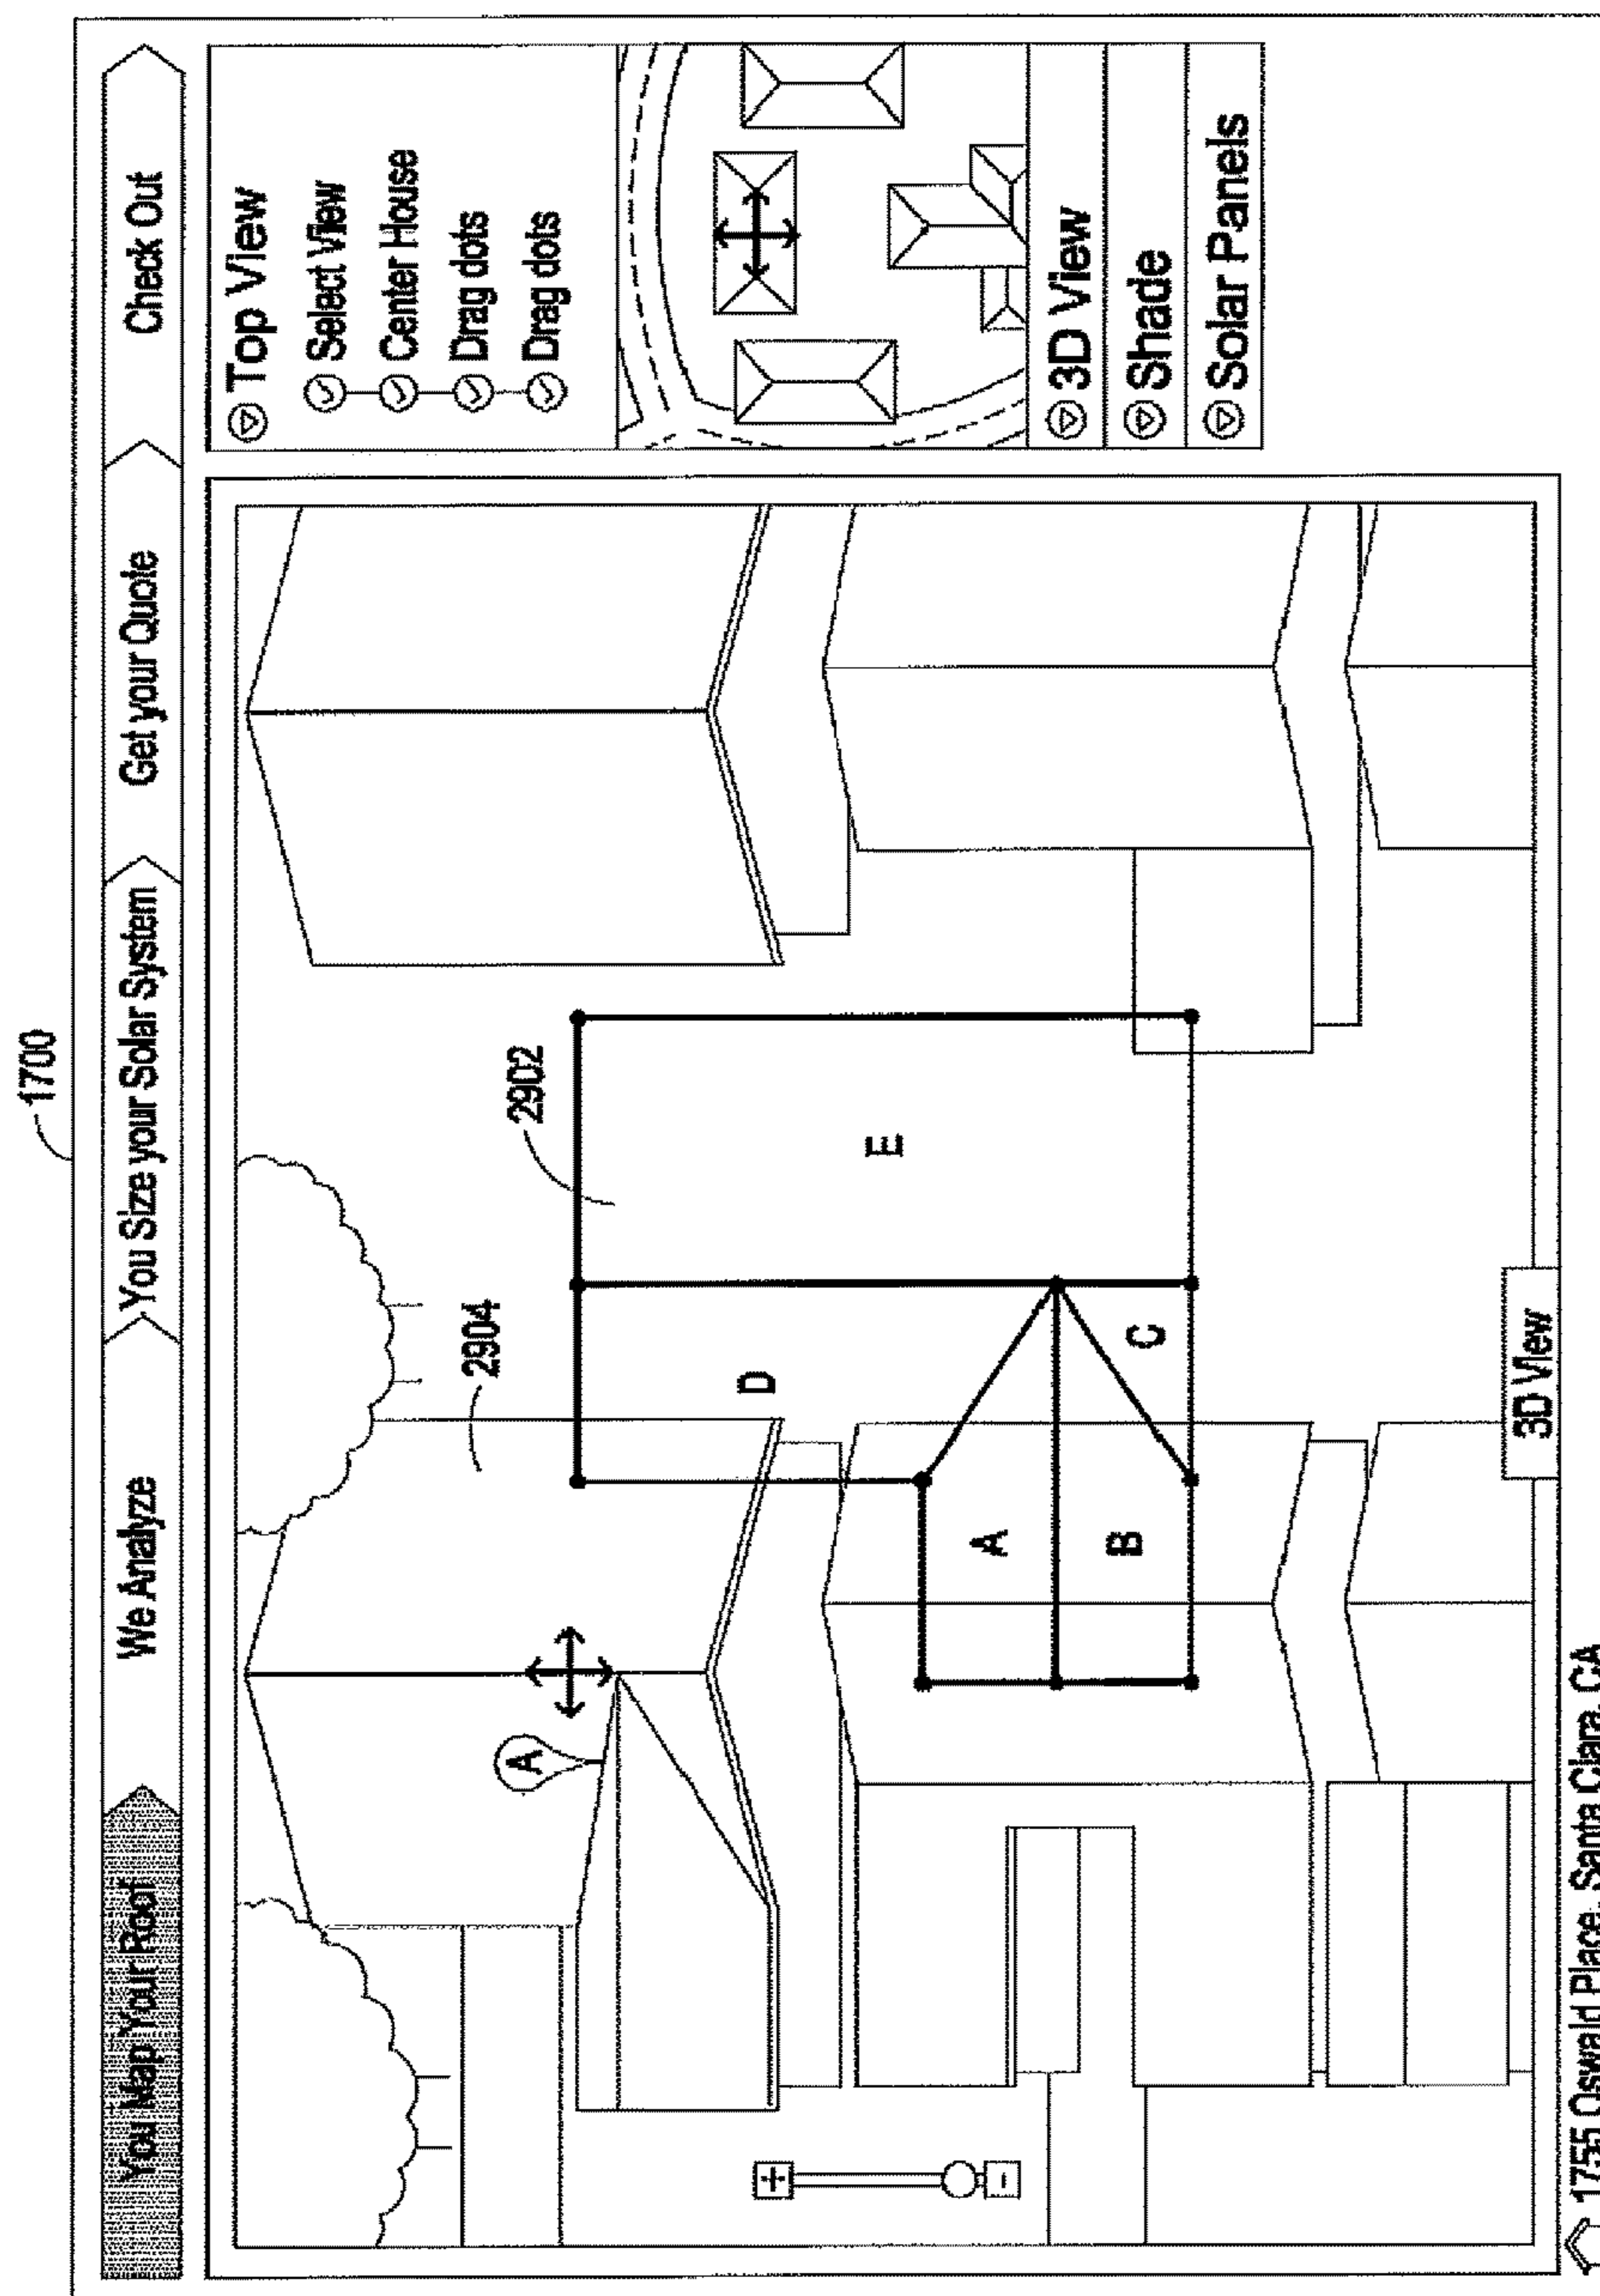 1700
You Map Your Roof
We Analyze
You Size your Solar System
Get your Quote
Check Out
2904
2902
A
D
E
A
B
C
3D View
+
-
Top View
Select View
Center House
Drag dots
Drag dots
3D View
Shade
Solar Panels
1755 Oswald Place, Santa Clara, CA